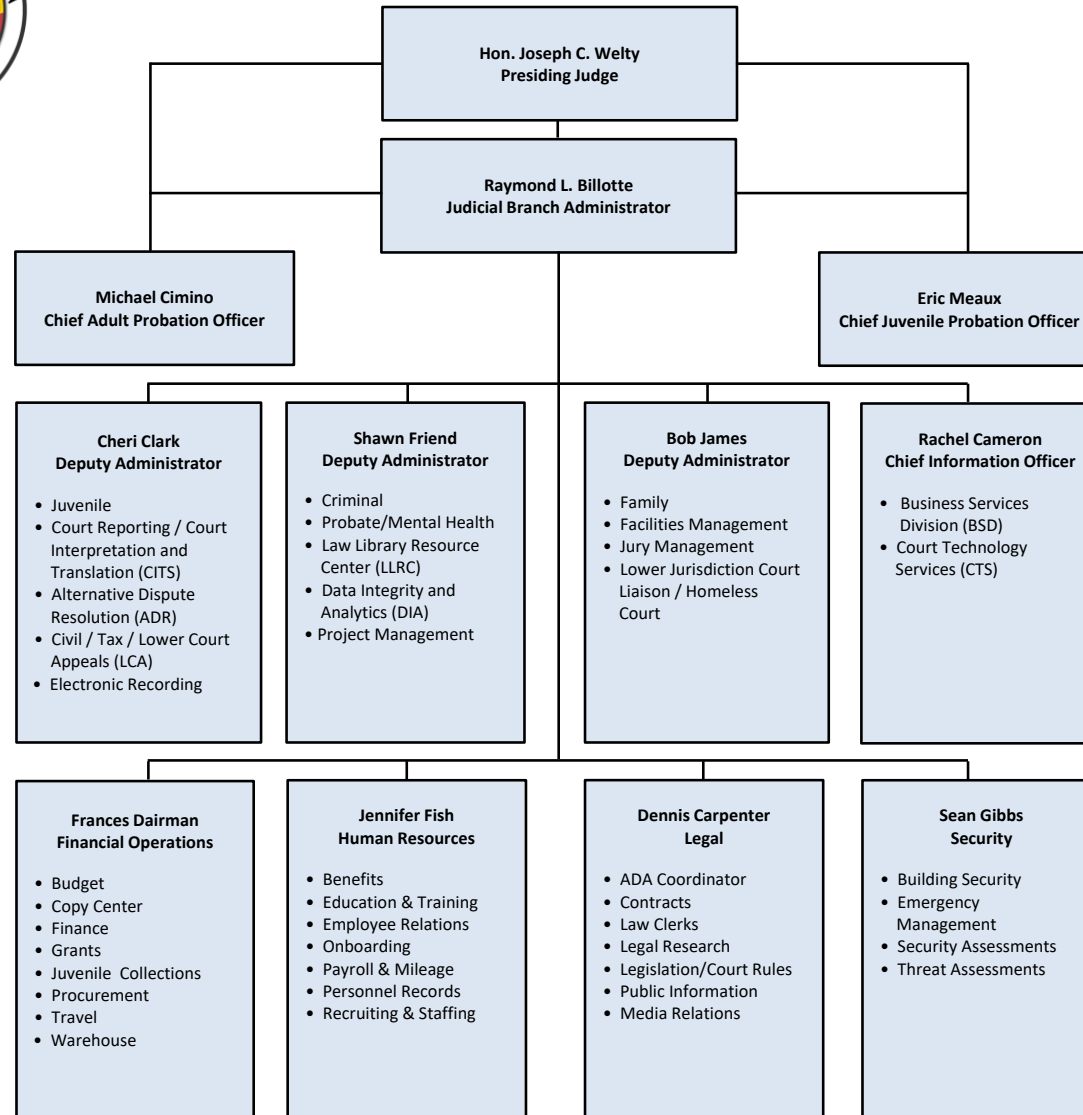 Hon. Joseph C. Welty
Presiding Judge
Raymond L. Billotte
Judicial Branch Administrator
Michael Cimino
Chief Adult Probation Officer
Eric Meaux
Chief Juvenile Probation Officer
Cheri Clark
Deputy Administrator
• Juvenile
• Court Reporting / Court
Interpretation and
Translation (CITS)
• Alternative Dispute
Resolution (ADR)
• Civil / Tax / Lower Court
Appeals (LCA)
• Electronic Recording
Shawn Friend
Deputy Administrator
• Criminal
• Probate/Mental Health
• Law Library Resource
Center (LLRC)
• Data Integrity and
Analytics (DIA)
• Project Management
Bob James
Deputy Administrator
• Family
• Facilities Management
• Jury Management
• Lower Jurisdiction Court
Liaison / Homeless
Court
Rachel Cameron
Chief Information Officer
• Business Services
Division (BSD)
• Court Technology
Services (CTS)
Frances Dairman
Financial Operations
• Budget
• Copy Center
• Finance
• Grants
• Juvenile Collections
• Procurement
• Travel
• Warehouse
Jennifer Fish
Human Resources
• Benefits
• Education & Training
• Employee Relations
• Onboarding
• Payroll & Mileage
• Personnel Records
• Recruiting & Staffing
Dennis Carpenter
Legal
• ADA Coordinator
• Contracts
• Law Clerks
• Legal Research
• Legislation/Court Rules
• Public Information
• Media Relations
Sean Gibbs
Security
• Building Security
• Emergency
Management
• Security Assessments
• Threat Assessments